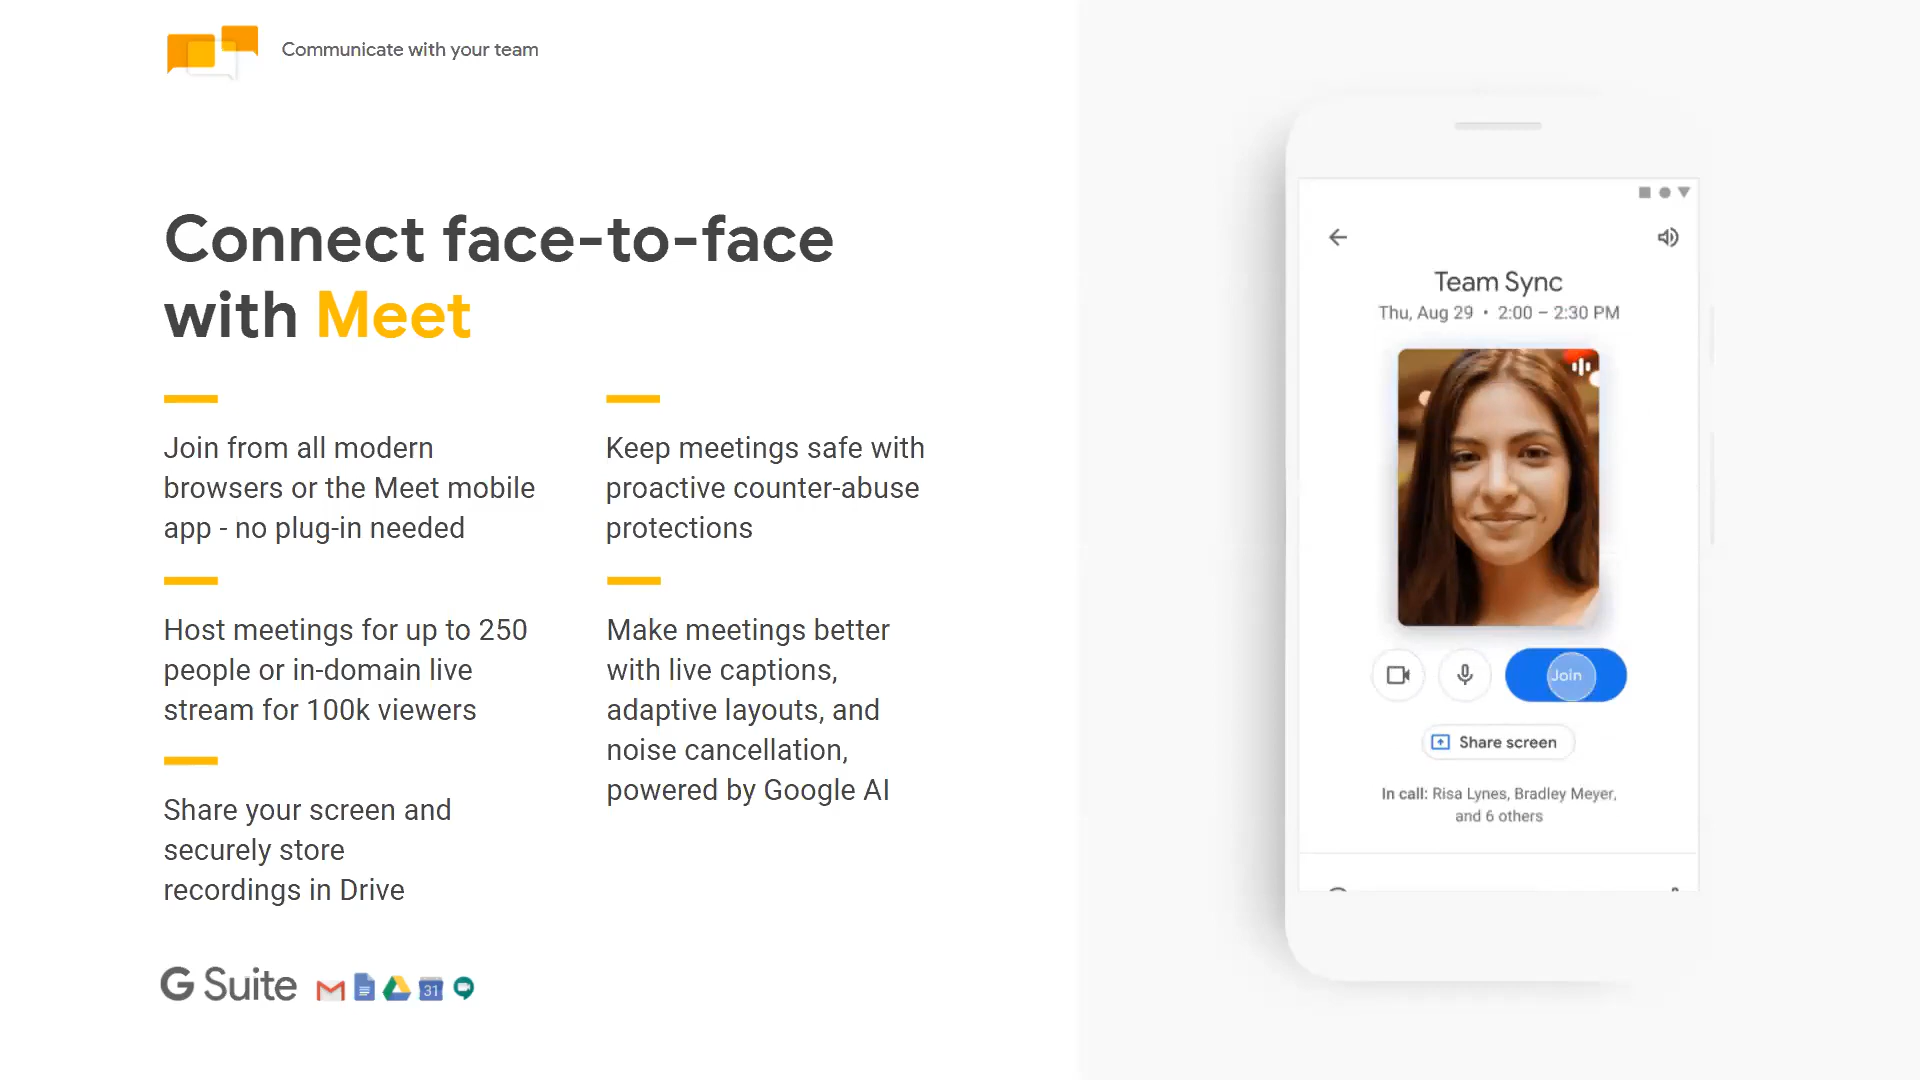 Communicate with your team
Connect face-to-face
with Meet
Join from all modern
browsers or the Meet mobile
app - no plug-in needed
Host meetings for up to 250
people or in-domain live
stream for 100k viewers
Share your screen and
securely store
recordings in Drive
Keep meetings safe with
proactive counter-abuse
protections
Make meetings better
with live captions,
adaptive layouts, and
noise cancellation,
powered by Google AI
G Suite
31
Team Sync
Thu, Aug 29 • 2:00 – 2:30 PM
Join
Share screen
In call: Risa Lynes, Bradley Meyer,
and 6 others